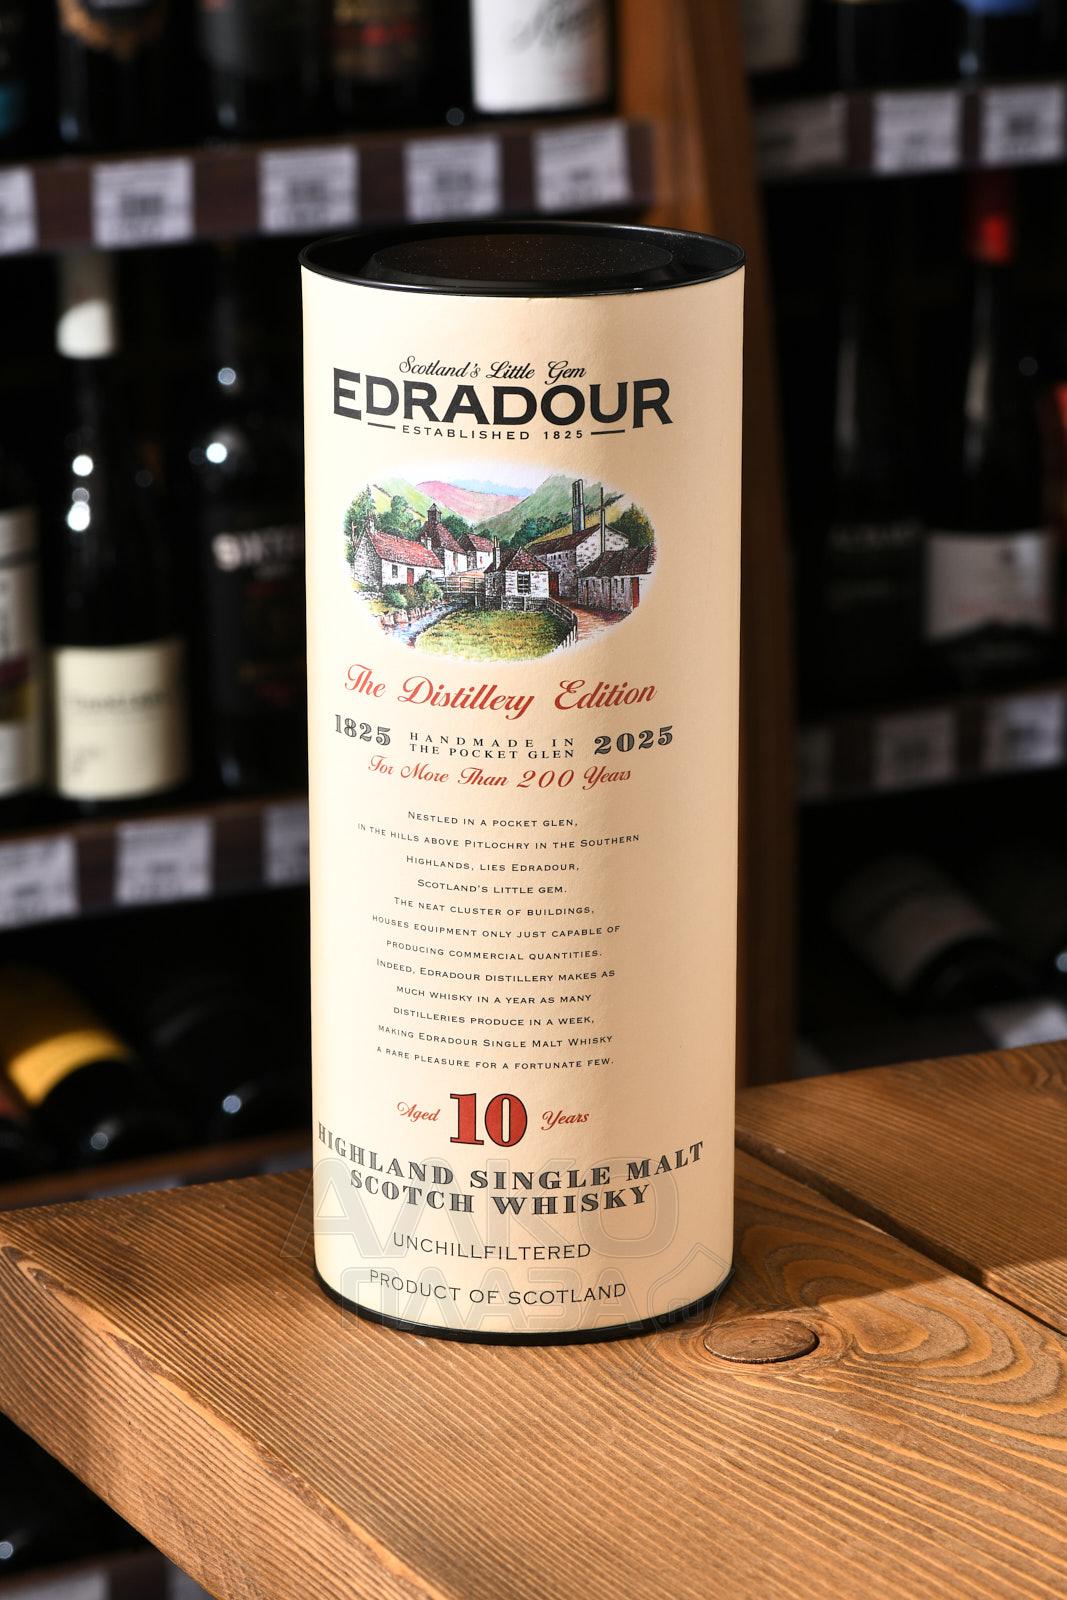 Scotland's Little Gem
EDRADOUR
ESTABLISHED 1825
The Distillery Edition
1825 HANDMADE IN THE POCKET GLEN 2025
For More Than 200 Years
NESTLED IN A POCKET GLEN,
IN THE HILLS ABOVE PITLOCHRY IN THE SOUTHERN
HIGHLANDS, LIES EDRADOUR,
SCOTLAND'S LITTLE GEM.
THE NEAT CLUSTER OF BUILDINGS,
HOUSES EQUIPMENT ONLY JUST CAPABLE OF
PRODUCING COMMERCIAL QUANTITIES.
INDEED, EDRADOUR DISTILLERY MAKES AS
MUCH WHISKY IN A YEAR AS MANY
DISTILLERIES PRODUCE IN A WEEK,
MAKING EDRADOUR SINGLE MALT WHISKY
A RARE PLEASURE FOR A FORTUNATE FEW.
Aged 10 Years
HIGHLAND SINGLE MALT
SCOTCH WHISKY
UNCHILLFILTERED
PRODUCT OF SCOTLAND
АЛКО
ПЛАЗА.ru